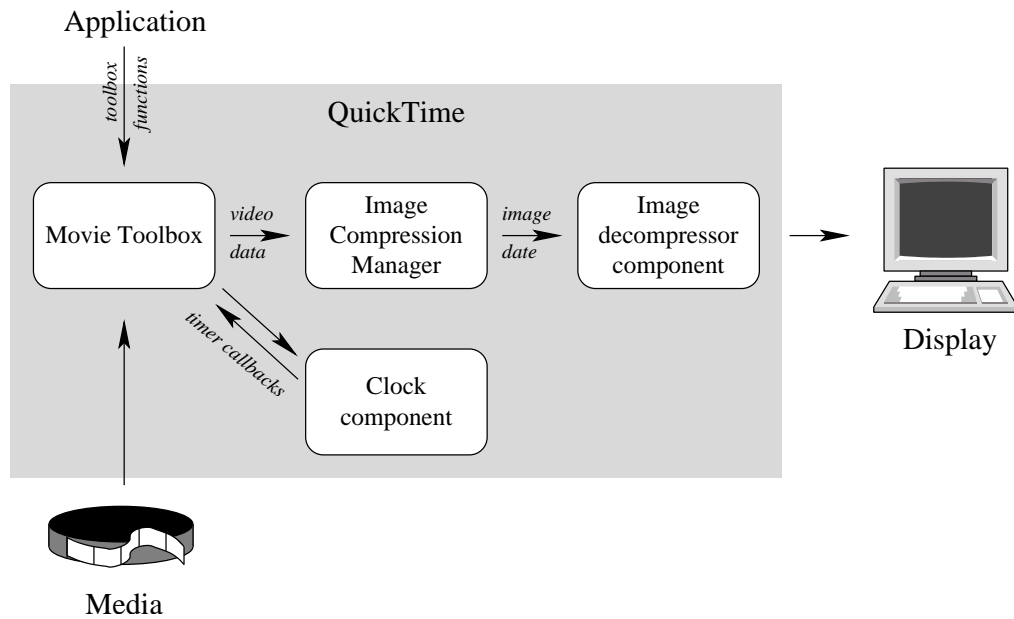 Application
toolbox
functions
QuickTime
Movie Toolbox
video
data
Image
Compression
Manager
image
date
Image
decompressor
component
timer callbacks
Clock
component
Display
Media